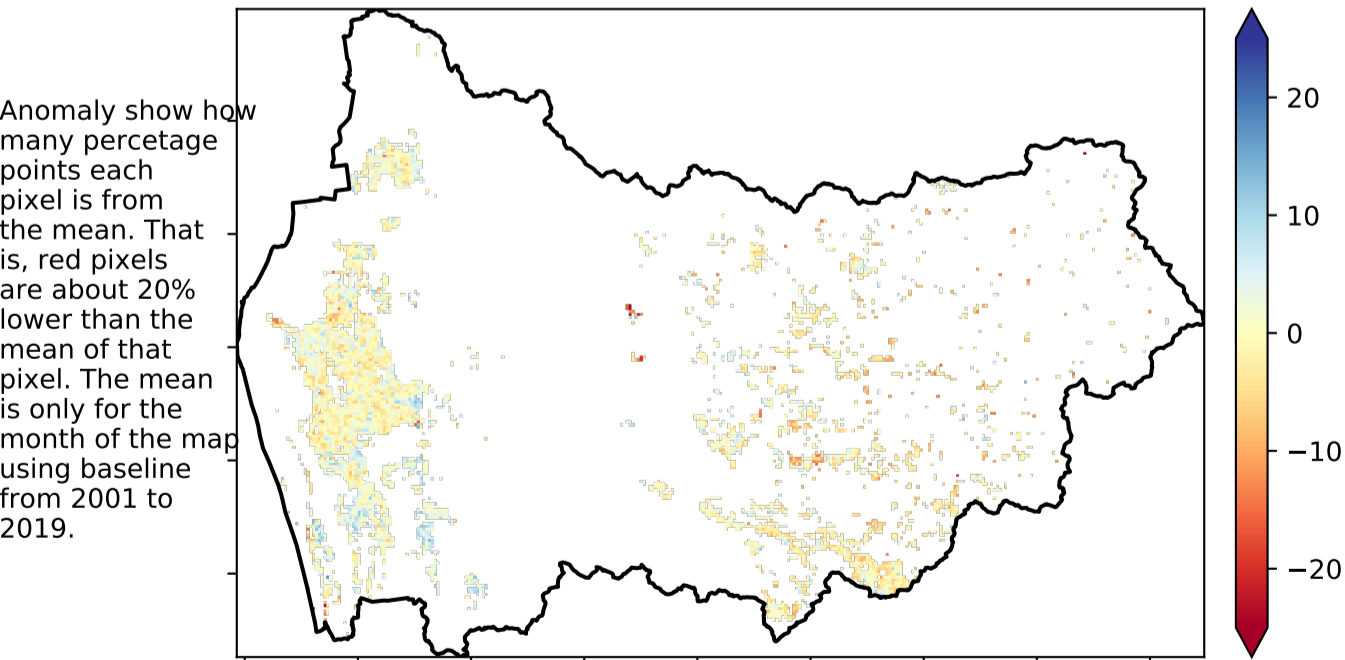 Anomaly show how
many percetage
points each
pixel is from
the mean. That
is, red pixels
are about 20%
lower than the
mean of that
pixel. The mean
is only for the
month of the map
using baseline
from 2001 to
2019.
20
10
0
−10
−20